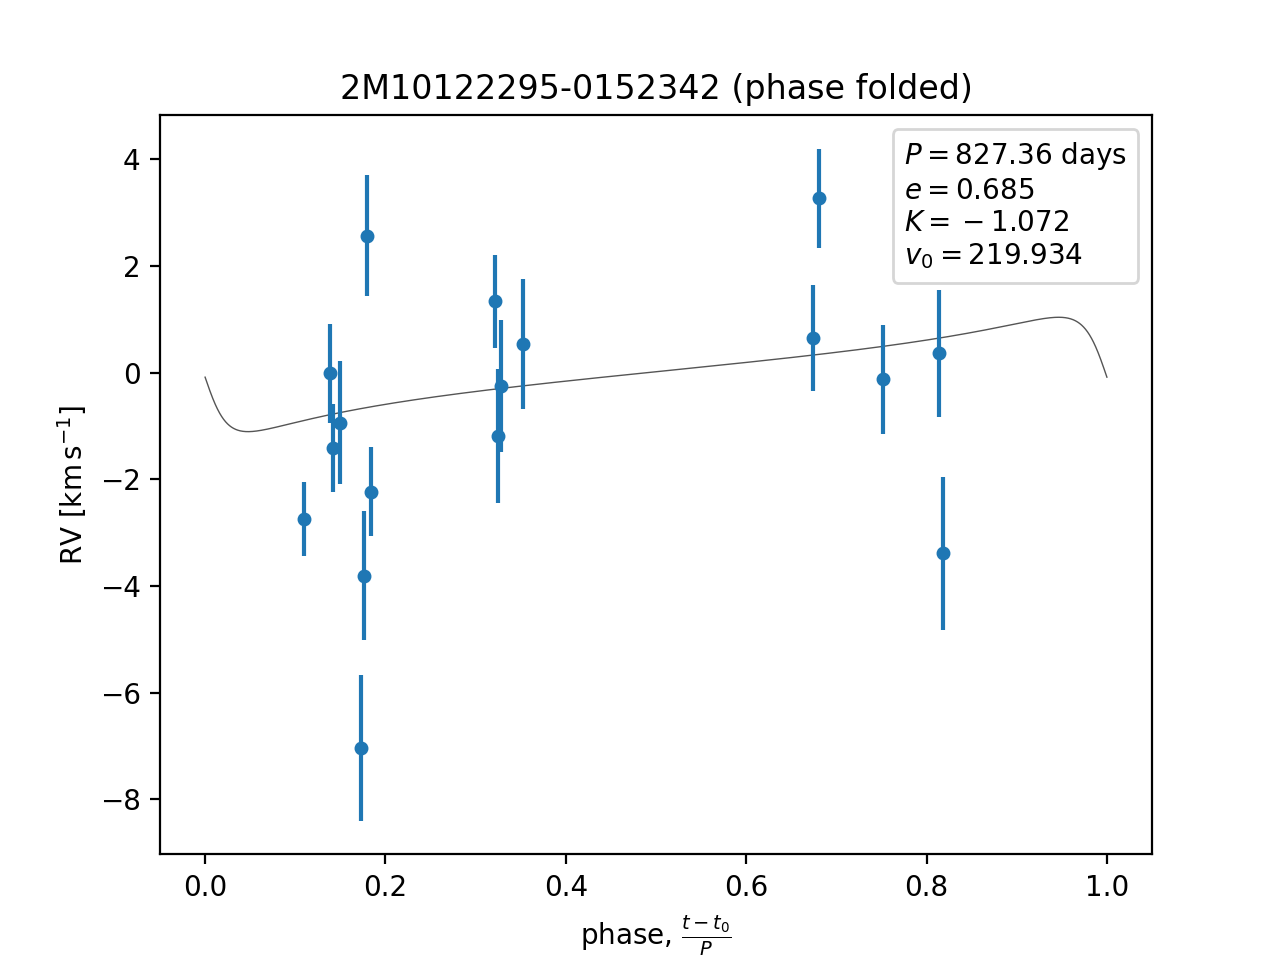 2M10122295-0152342 (phase folded)
P = 827.36 days
e = 0.685
K = −1.072
v₀ = 219.934
RV [km s⁻¹]
4
2
0
−2
−4
−6
−8
0.0 0.2 0.4 0.6 0.8 1.0
phase, (t − t₀)/P